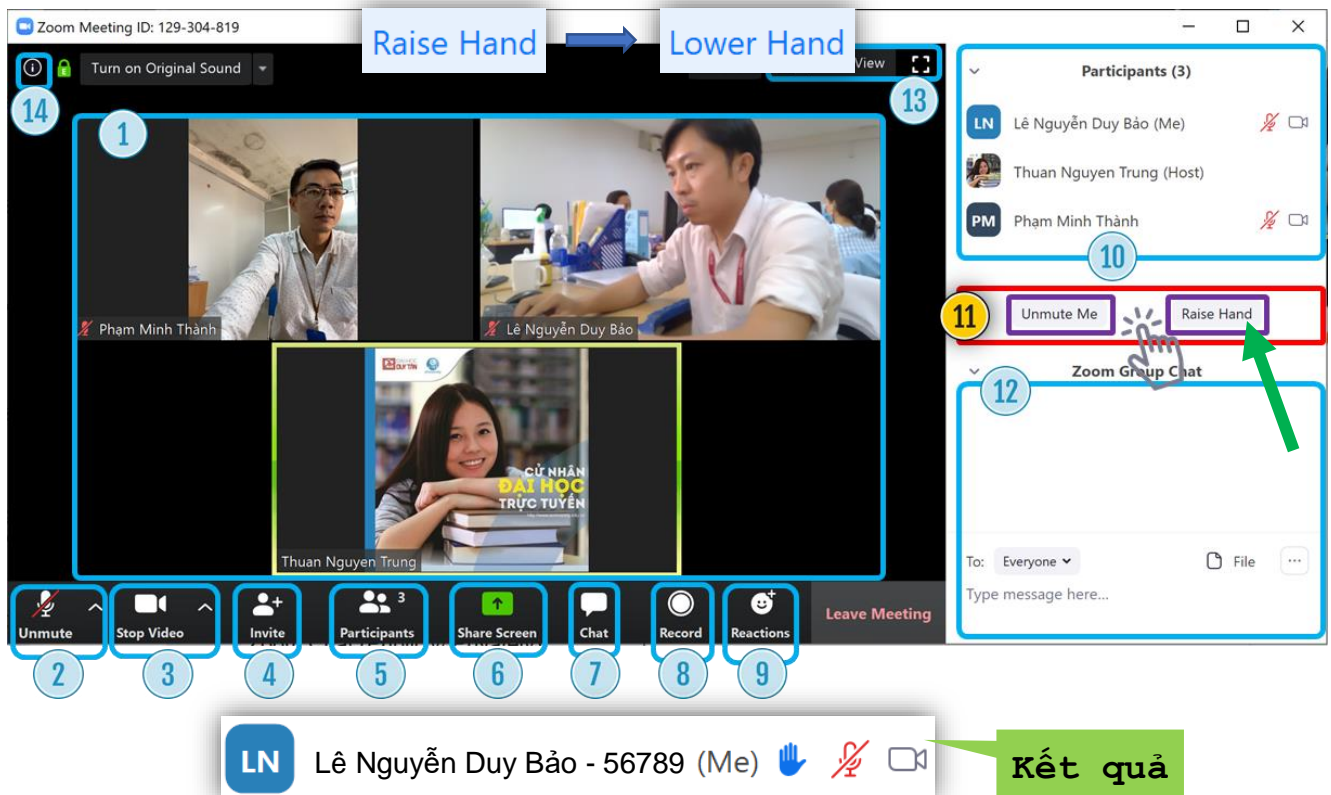 Zoom Meeting ID: 129-304-819
Raise Hand
Lower Hand
Turn on Original Sound
View
14
1
13
Participants (3)
LN Lê Nguyễn Duy Bảo (Me)
Thuan Nguyen Trung (Host)
PM Phạm Minh Thành
10
Phạm Minh Thành
Lê Nguyễn Duy Bảo
11 Unmute Me Raise Hand
Zoom Group Chat
12
ĐẠI HỌC
DUY TÂN
CỬ NHÂN
ĐẠI HỌC
TRỰC TUYẾN
Thuan Nguyen Trung
To: Everyone File
Type message here...
3
Unmute Stop Video Invite Participants Share Screen Chat Record Reactions Leave Meeting
2 3 4 5 6 7 8 9
LN Lê Nguyễn Duy Bảo - 56789 (Me)
Kết quả